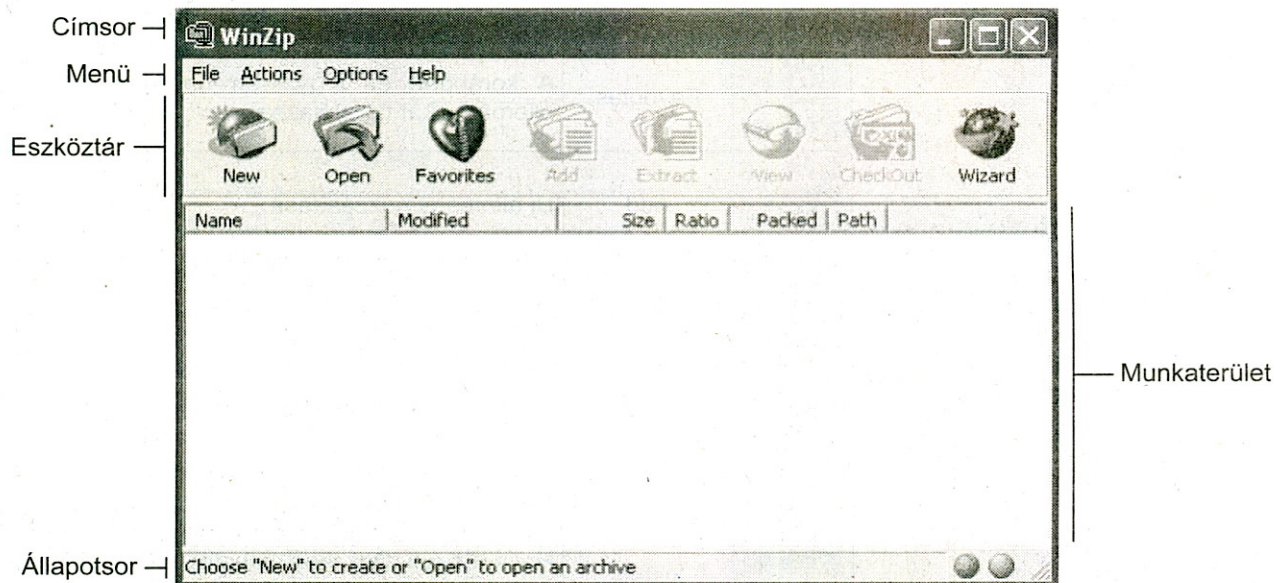 Címsor
WinZip
Menü
File Actions Options Help
Eszköztár
New Open Favorites Add Extract View CheckOut Wizard
Name Modified Size Ratio Packed Path
Munkaterület
Állapotsor
Choose "New" to create or "Open" to open an archive